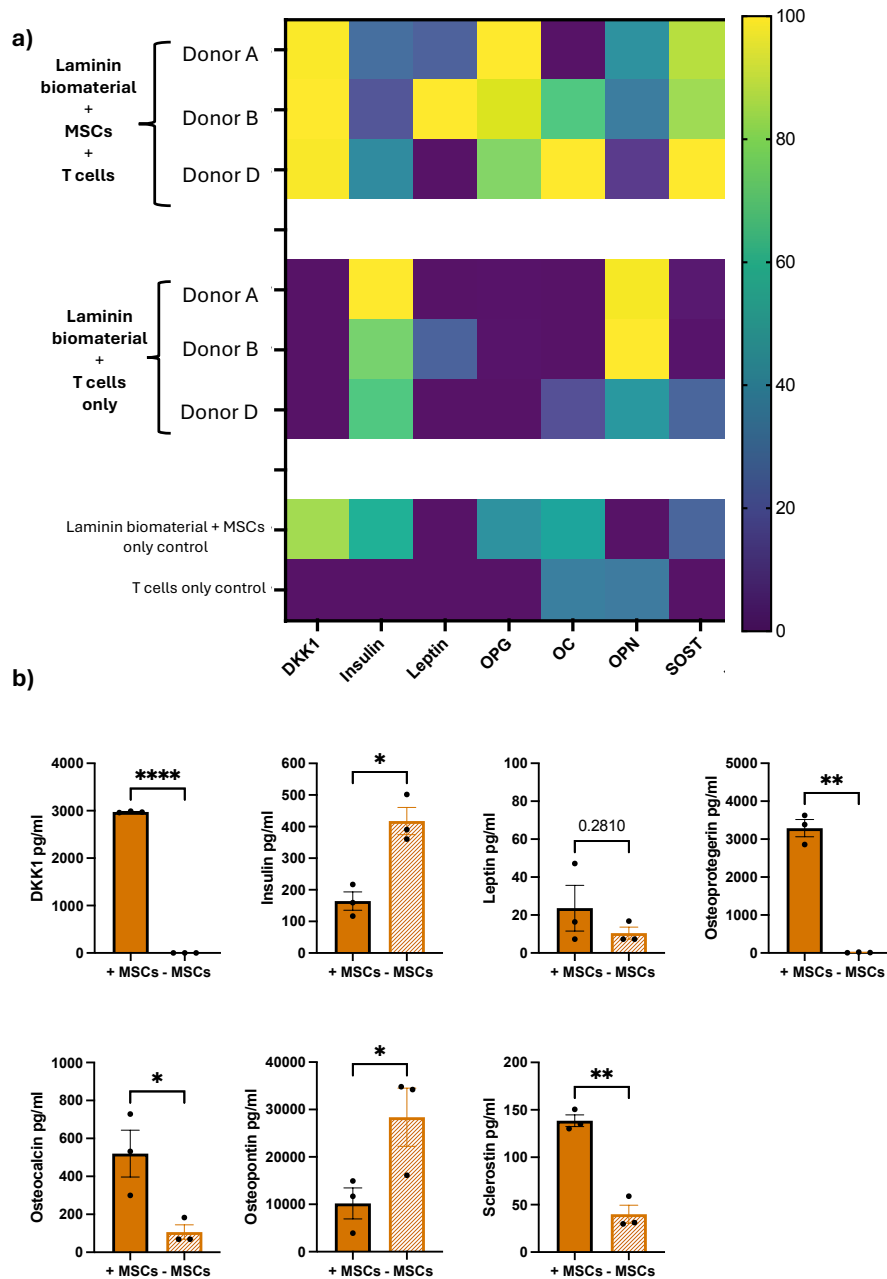 a)
Laminin
biomaterial
+
MSCs
+
T cells
Donor A
Donor B
Donor D
Laminin
biomaterial
+
T cells
only
Donor A
Donor B
Donor D
Laminin biomaterial + MSCs
only control
T cells only control
DKK1
Insulin
Leptin
OPG
OC
OPN
SOST
100
80
60
40
20
0
b)
DKK1 pg/ml
4000
3000
2000
1000
0
****
+ MSCs - MSCs
Insulin pg/ml
600
500
400
300
200
100
0
*
+ MSCs - MSCs
Leptin pg/ml
100
80
60
40
20
0
0.2810
+ MSCs - MSCs
Osteoprotegerin pg/ml
5000
4000
3000
2000
1000
0
**
+ MSCs - MSCs
Osteocalcin pg/ml
1000
800
600
400
200
0
*
+ MSCs - MSCs
Osteopontin pg/ml
40000
30000
20000
10000
0
*
+ MSCs - MSCs
Sclerostin pg/ml
200
150
100
50
0
**
+ MSCs - MSCs